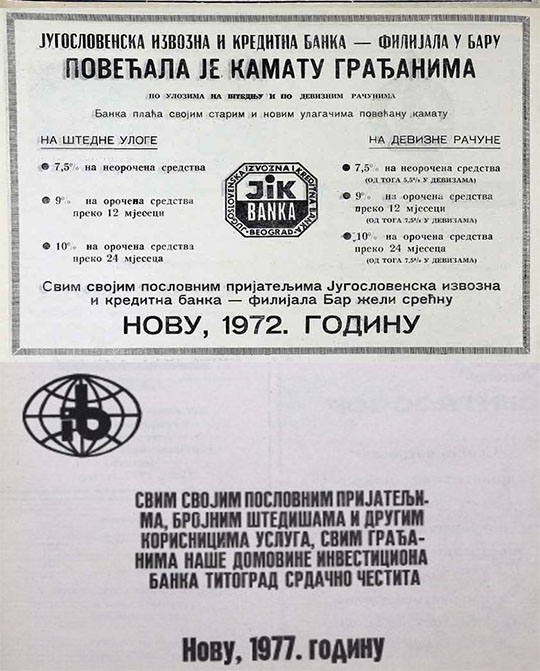 ЈУГОСЛОВЕНСКА ИЗВОЗНА И КРЕДИТНА БАНКА — ФИЛИЈАЛА У БАРУ
ПОВЕЋАЛА ЈЕ КАМАТУ ГРАЂАНИМА
ПО УЛОЗИМА НА ШТЕДЊУ И ПО ДЕВИЗНИМ РАЧУНИМА
Банка плаћа својим старим и новим улагачима повећану камату
НА ШТЕДНЕ УЛОГЕ
7,5% на неорочена средства
9% на орочена средства
преко 12 мјесеци
10% на орочена средства
преко 24 мјесеца
ЈУГОСЛОВЕНСКА ИЗВОЗНА И КРЕДИТНА БАНКА
ЈİK
BANKA
•БЕОГРАД•
НА ДЕВИЗНЕ РАЧУНЕ
7,5% на неорочена средства
(ОД ТОГА 5,5% У ДЕВИЗАМА)
9% на орочена средства
преко 12 мјесеци
(ОД ТОГА 7,5% У ДЕВИЗАМА)
10% на орочена средства
преко 24 мјесеца
(ОД ТОГА 7,5% У ДЕВИЗАМА)
Свим својим пословним пријатељима Југословенска извозна
и кредитна банка — филијала Бар жели срећну
НОВУ, 1972. ГОДИНУ
ib
СВИМ СВОЈИМ ПОСЛОВНИМ ПРИЈАТЕЉИ-
МА, БРОЈНИМ ШТЕДИШАМА И ДРУГИМ
КОРИСНИЦИМА УСЛУГА, СВИМ ГРАЂА-
НИМА НАШЕ ДОМОВИНЕ ИНВЕСТИЦИОНА
БАНКА ТИТОГРАД СРДАЧНО ЧЕСТИТА
Нову, 1977. годину